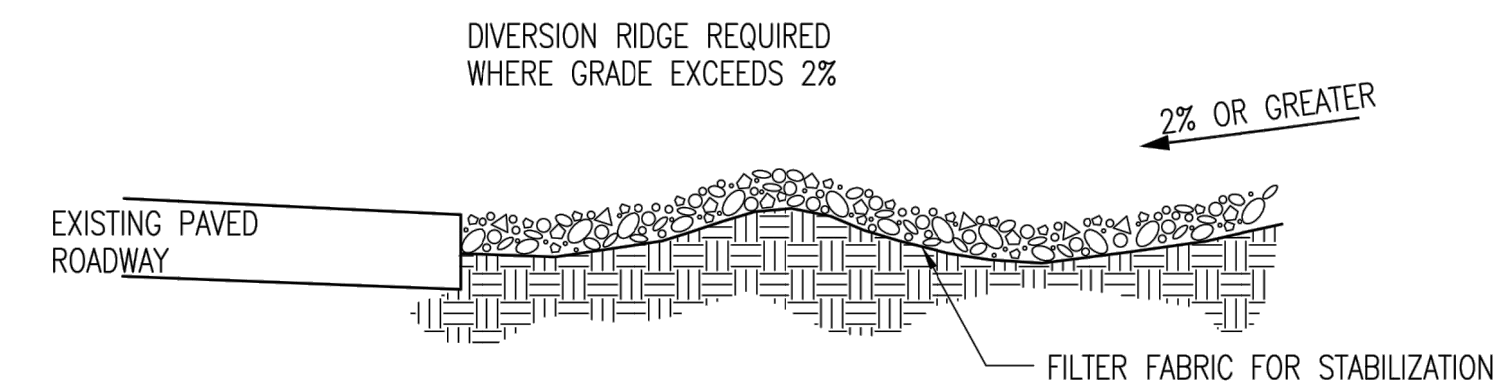 DIVERSION RIDGE REQUIRED
WHERE GRADE EXCEEDS 2%
2% OR GREATER
EXISTING PAVED
ROADWAY
FILTER FABRIC FOR STABILIZATION